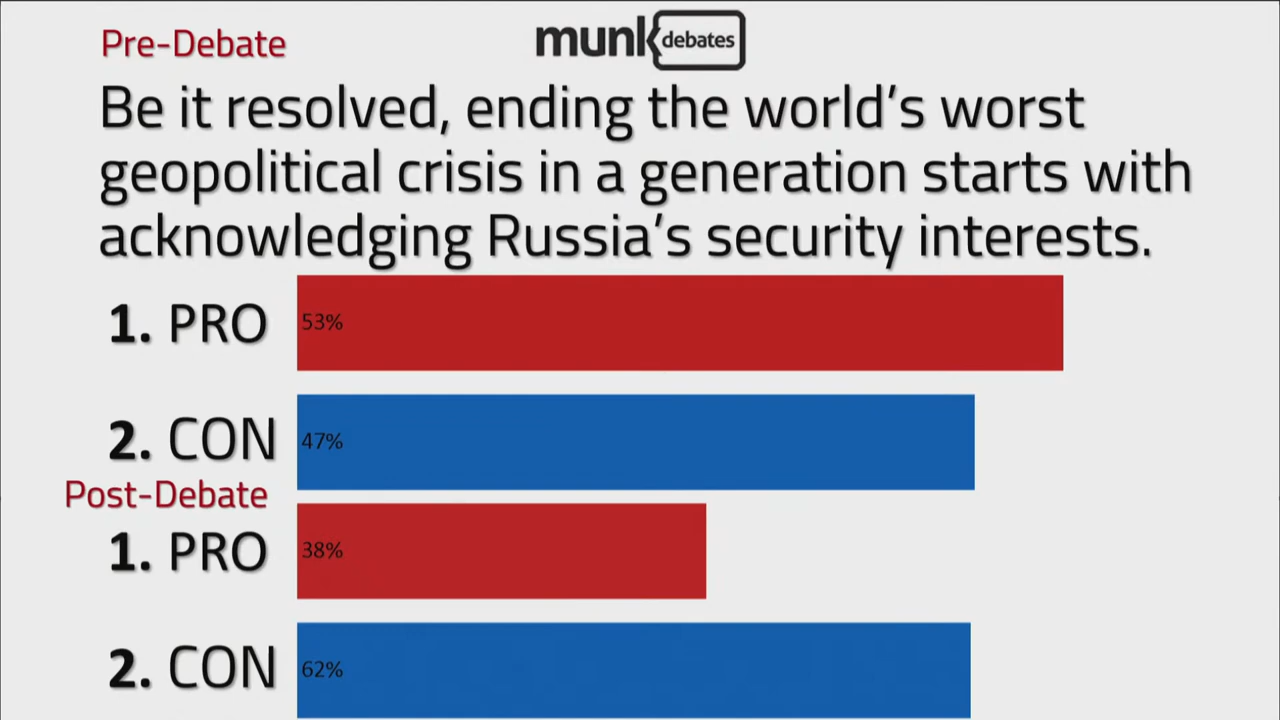 Pre-Debate
munk debates
Be it resolved, ending the world's worst
geopolitical crisis in a generation starts with
acknowledging Russia's security interests.
1. PRO 53%
2. CON 47%
Post-Debate
1. PRO 38%
2. CON 62%